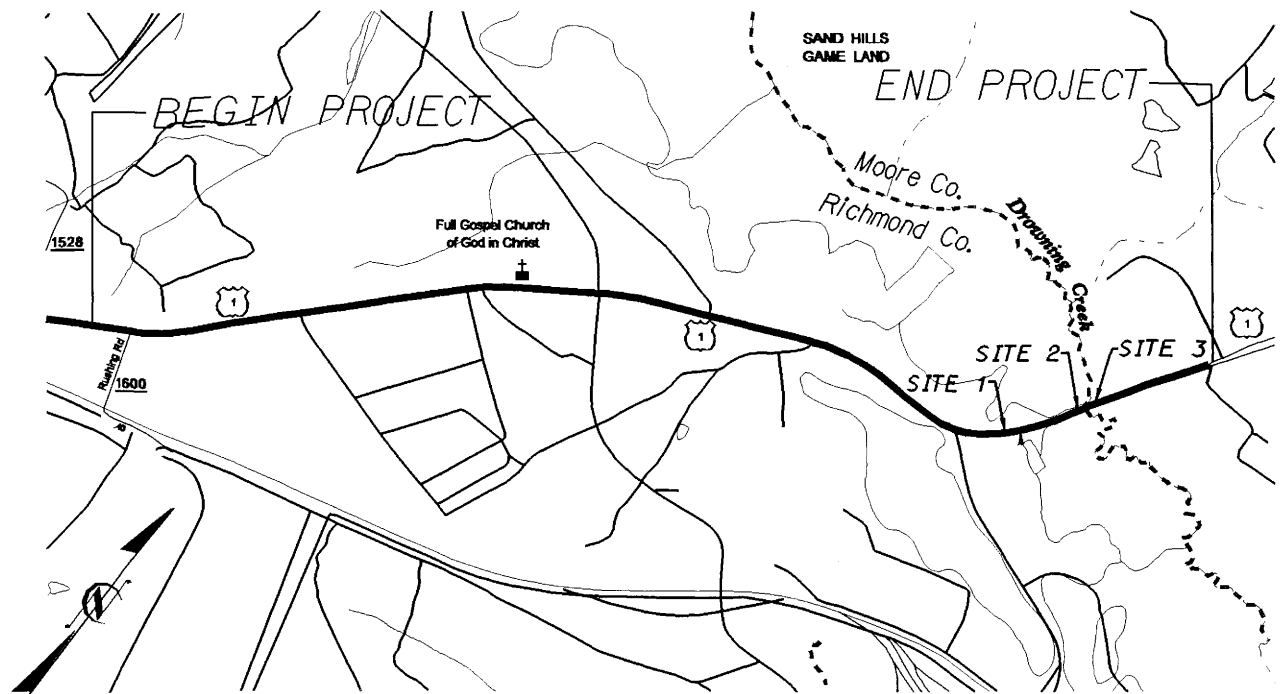 SAND HILLS
GAME LAND
END PROJECT
BEGIN PROJECT
Moore Co.
Richmond Co.
Drowning
Creek
Full Gospel Church
of God in Christ
1528
1
1
1
Rushing Rd
1600
SITE 1
SITE 2
SITE 3